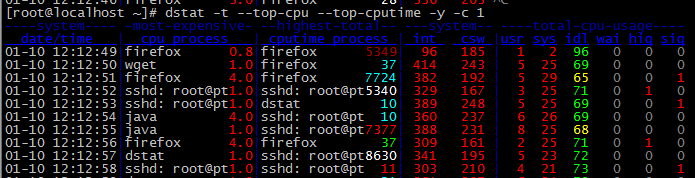 [root@localhost ~]# dstat -t --top-cpu --top-cputime -y -c 1
----system---- -most-expensive- --highest-total- ---system-- ----total-cpu-usage----
date/time | cpu process | cputime process | int csw |usr sys idl wai hiq siq
01-10 12:12:49|firefox 0.8|firefox 5349| 96 185| 1 2 96 0 0 0
01-10 12:12:50|wget 1.0|firefox 37| 414 243| 5 25 69 0 0 0
01-10 12:12:51|firefox 4.0|firefox 7724| 382 192| 5 29 65 0 0 1
01-10 12:12:52|sshd: root@pt1.0|sshd: root@pt5340| 329 167| 3 25 71 0 1 0
01-10 12:12:53|sshd: root@pt1.0|dstat 10| 389 248| 5 25 69 0 0 1
01-10 12:12:54|java 4.0|sshd: root@pt 10| 360 237| 6 26 69 0 0 0
01-10 12:12:55|java 1.0|sshd: root@pt7377| 388 231| 8 25 68 0 0 0
01-10 12:12:56|firefox 4.0|firefox 37| 309 161| 2 25 71 0 1 0
01-10 12:12:57|dstat 1.0|sshd: root@pt8630| 341 195| 5 23 72 0 0 0
01-10 12:12:58|sshd: root@pt1.0|sshd: root@pt 11| 303 210| 4 21 73 0 0 1